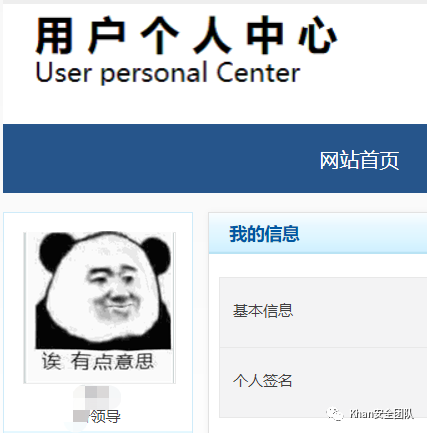 用户个人中心
User personal Center
网站首页
我的信息
基本信息
个人签名
诶 有点意思
领导
Khan安全团队